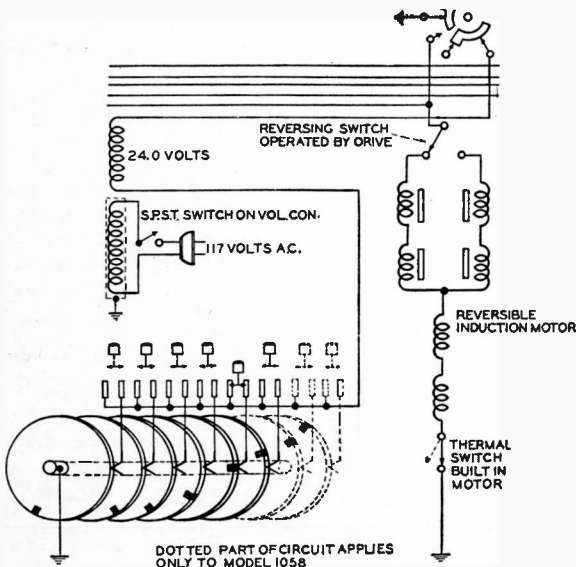 REVERSING SWITCH
OPERATED BY DRIVE
24.0 VOLTS
S.P.S.T. SWITCH ON VOL.CON.
117 VOLTS A.C.
REVERSIBLE
INDUCTION MOTOR
THERMAL
SWITCH
BUILT IN
MOTOR
DOTTED PART OF CIRCUIT APPLIES
ONLY TO MODEL 1058